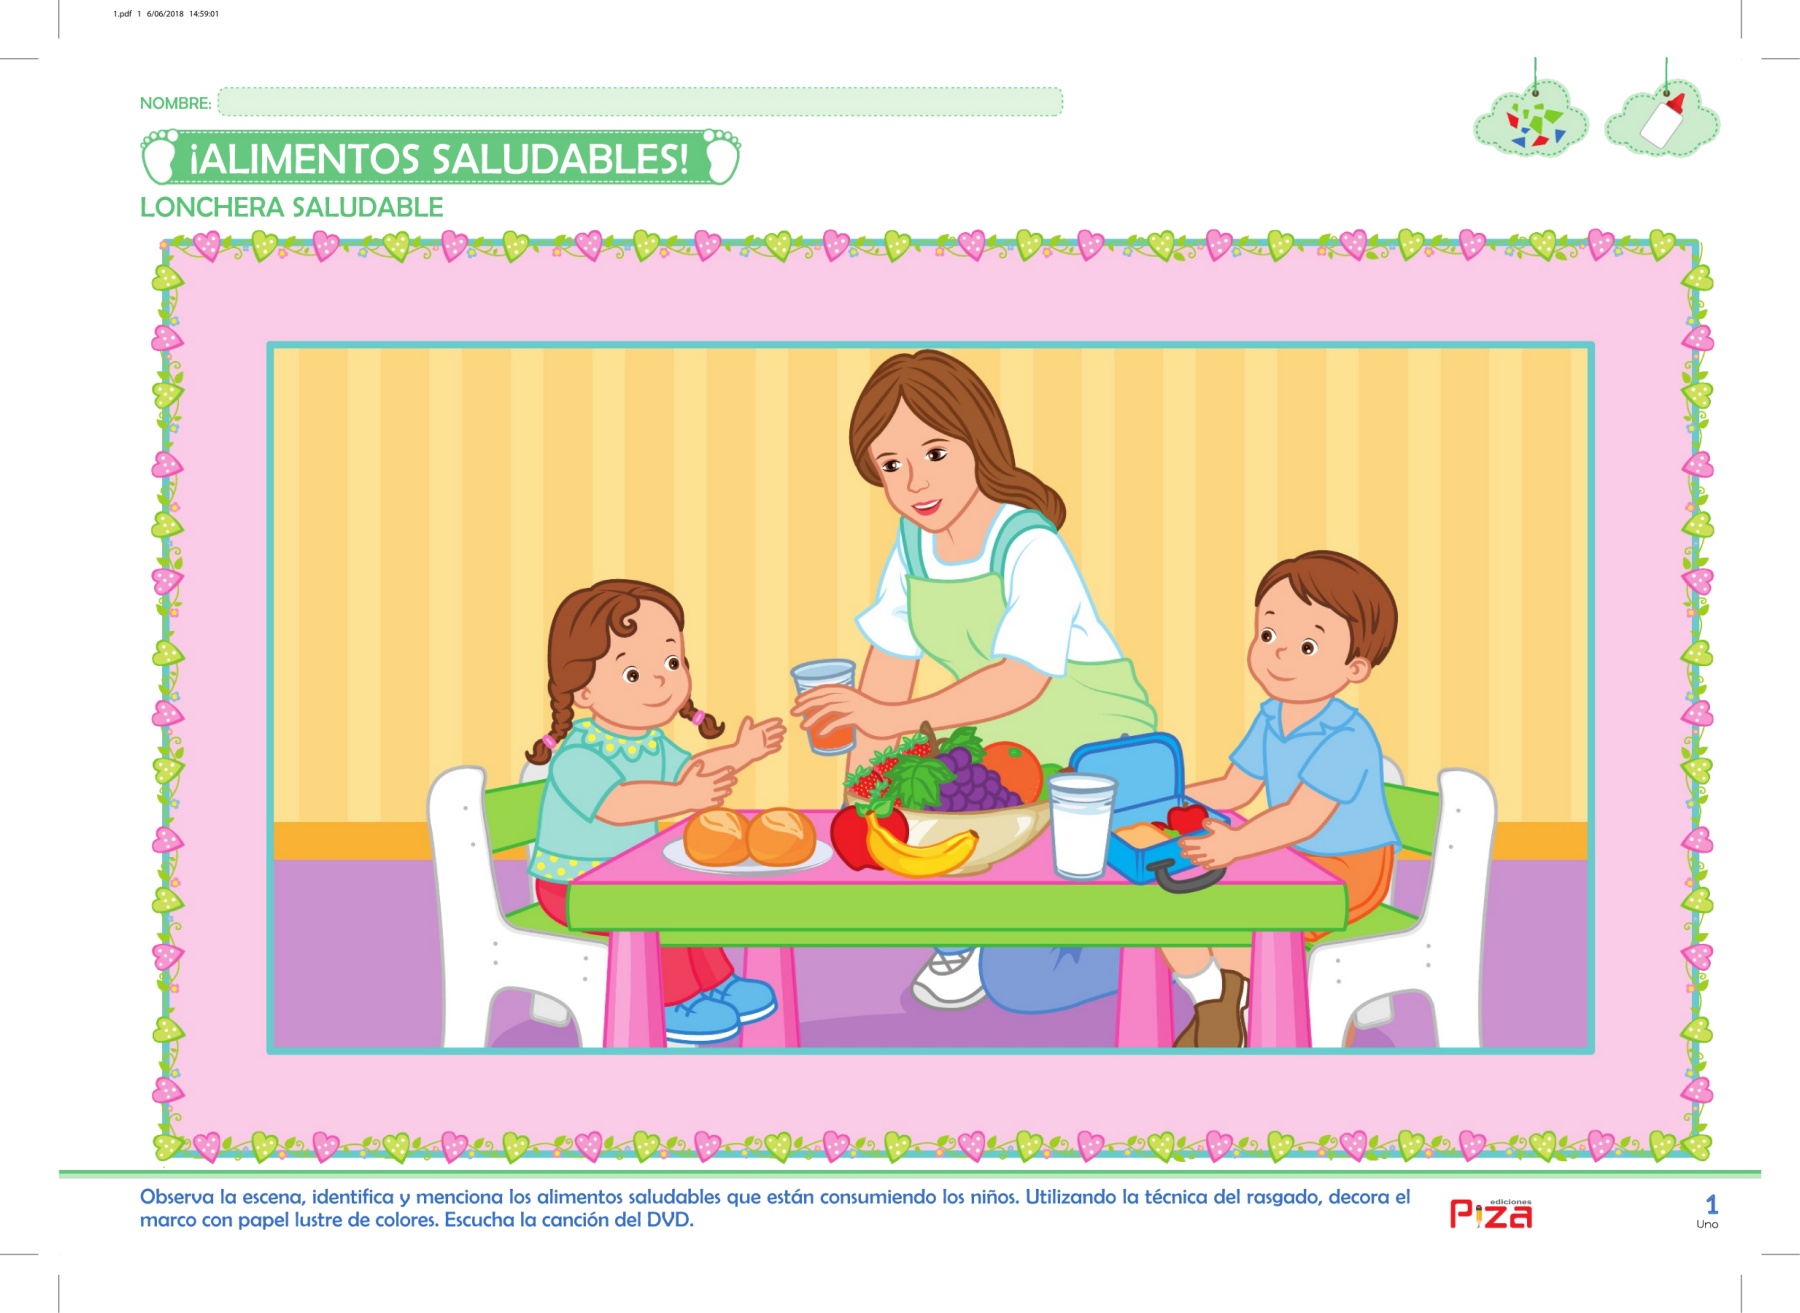 1.pdf 1 6/06/2018 14:59:01
NOMBRE:
¡ALIMENTOS SALUDABLES!
LONCHERA SALUDABLE
Observa la escena, identifica y menciona los alimentos saludables que están consumiendo los niños. Utilizando la técnica del rasgado, decora el
marco con papel lustre de colores. Escucha la canción del DVD.
ediciones
Piza
1
Uno